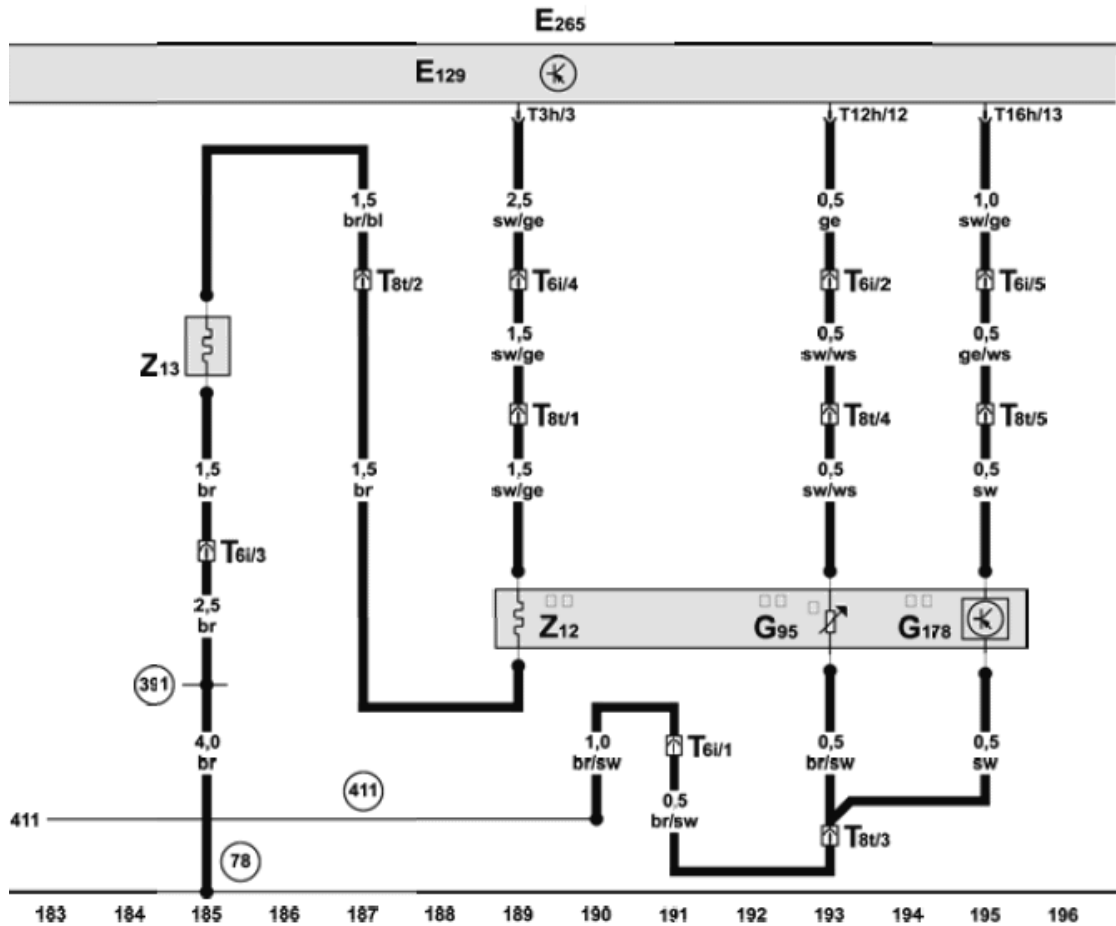 E265
E129
T3h/3 T12h/12 T16h/13
1,5 2,5 0,5 1,0
br/bl sw/ge ge sw/ge
T8t/2 T6i/4 T6i/2 T6i/5
1,5 0,5 0,5
sw/ge sw/ws ge/ws
Z13
T8t/1 T8t/4 T8t/5
1,5 1,5 1,5 0,5 0,5
br br sw/ge sw/ws sw
T6i/3
2,5
br
Z12 G95 G178
391
4,0 1,0 T6i/1 0,5 0,5
br br/sw br/sw sw
411
0,5
br/sw
411
T8t/3
78
183 184 185 186 187 188 189 190 191 192 193 194 195 196